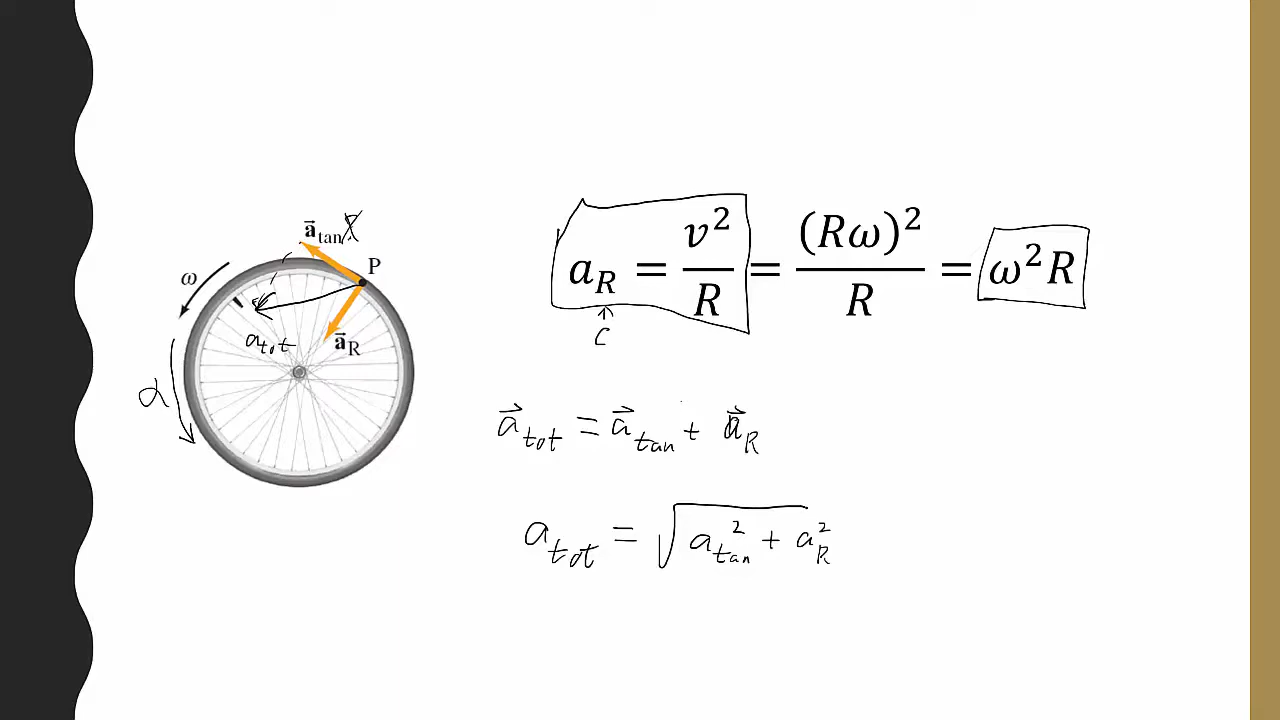 a⃗tan
P
ω
a⃗R
atot
α
aR = v²/R = (Rω)²/R = ω²R
↑
c
a⃗tot = a⃗tan + a⃗R
atot = √(atan² + aR²)